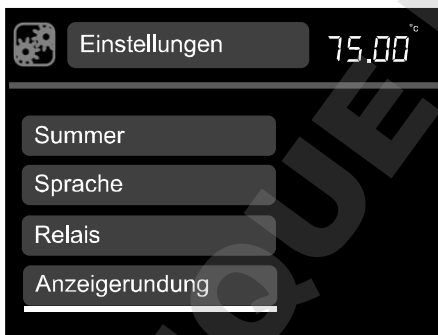 Einstellungen 75.00 °c
Summer
Sprache
Relais
Anzeigerundung